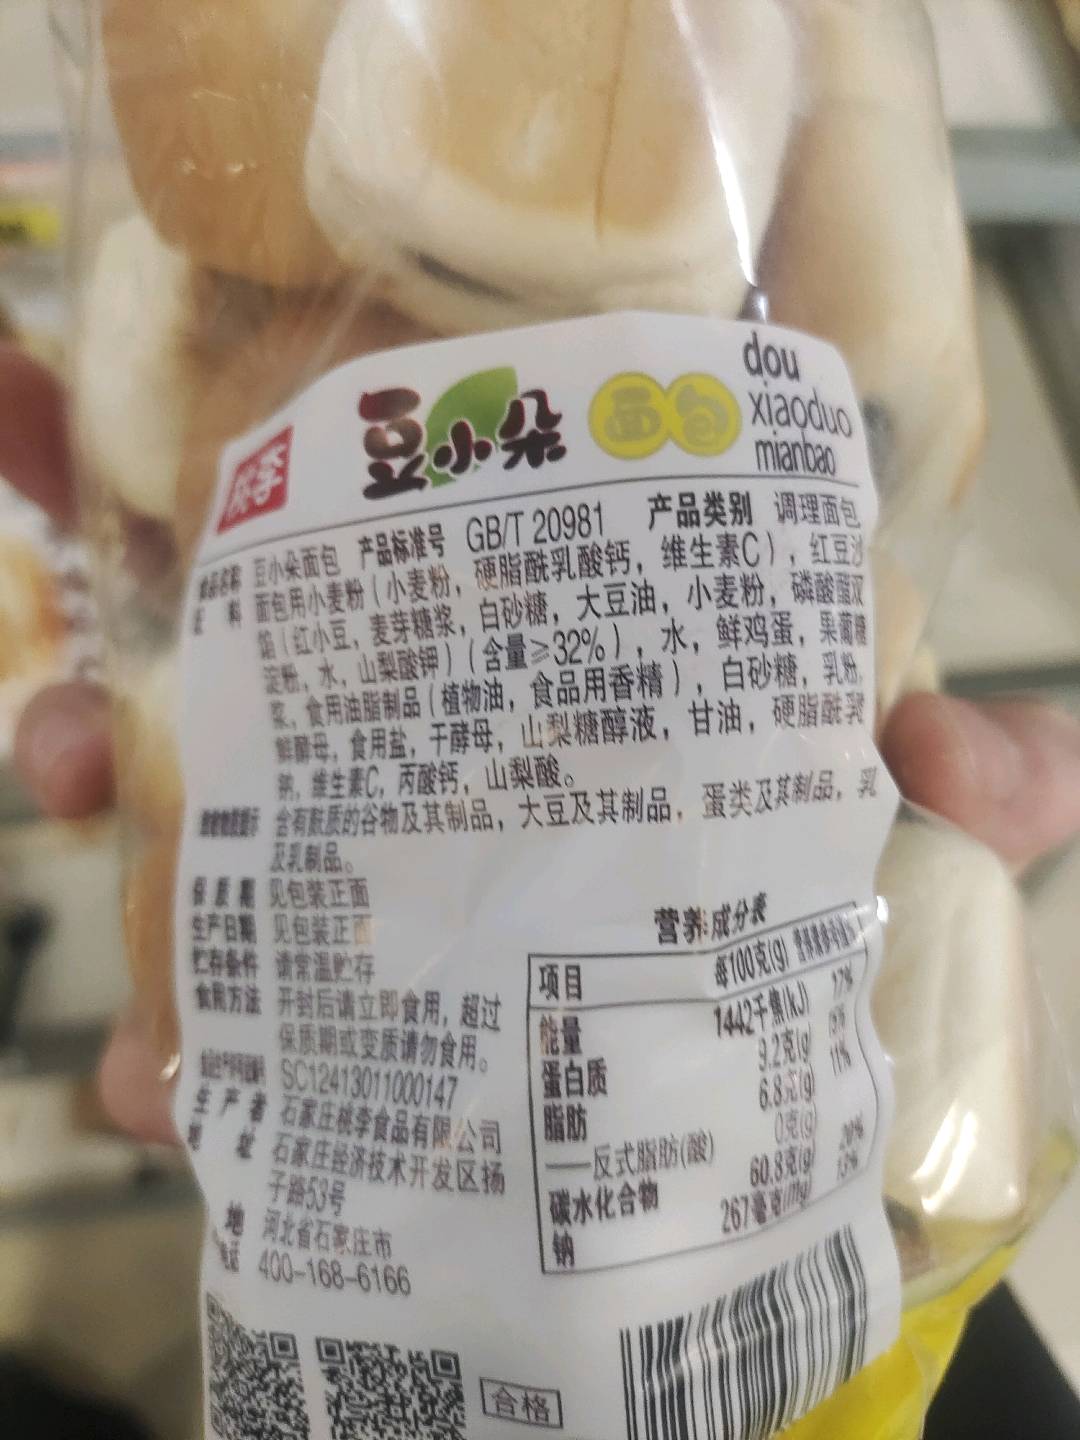 桃李
豆小朵
面包
dou
xiaoduo
mianbao
食品名称 豆小朵面包 产品标准号 GB/T 20981 产品类别 调理面包
配料 面包用小麦粉（小麦粉，硬脂酰乳酸钙，维生素C），红豆沙
馅（红小豆，麦芽糖浆，白砂糖，大豆油，小麦粉，磷酸酯双
淀粉，水，山梨酸钾）（含量≥32%），水，鲜鸡蛋，果葡糖
浆，食用油脂制品（植物油，食品用香精），白砂糖，乳粉，
鲜酵母，食用盐，干酵母，山梨糖醇液，甘油，硬脂酰乳
钠，维生素C，丙酸钙，山梨酸。
含有麸质的谷物及其制品，大豆及其制品，蛋类及其制品，乳
及乳制品。
保质期 见包装正面
生产日期 见包装正面
贮存条件 请常温贮存
食用方法 开封后请立即食用，超过
保质期或变质请勿食用。
SC12413011000147
生产者 石家庄桃李食品有限公司
地址 石家庄经济技术开发区扬
子路53号
地 河北省石家庄市
电话 400-168-6166
营养成分表
项目 每100克(g)
能量 1442千焦(kJ) 17%
蛋白质 9.2克(g) 15%
脂肪 6.8克(g) 11%
——反式脂肪(酸) 0克(g)
碳水化合物 60.8克(g) 20%
钠 267毫克(mg) 13%
合格